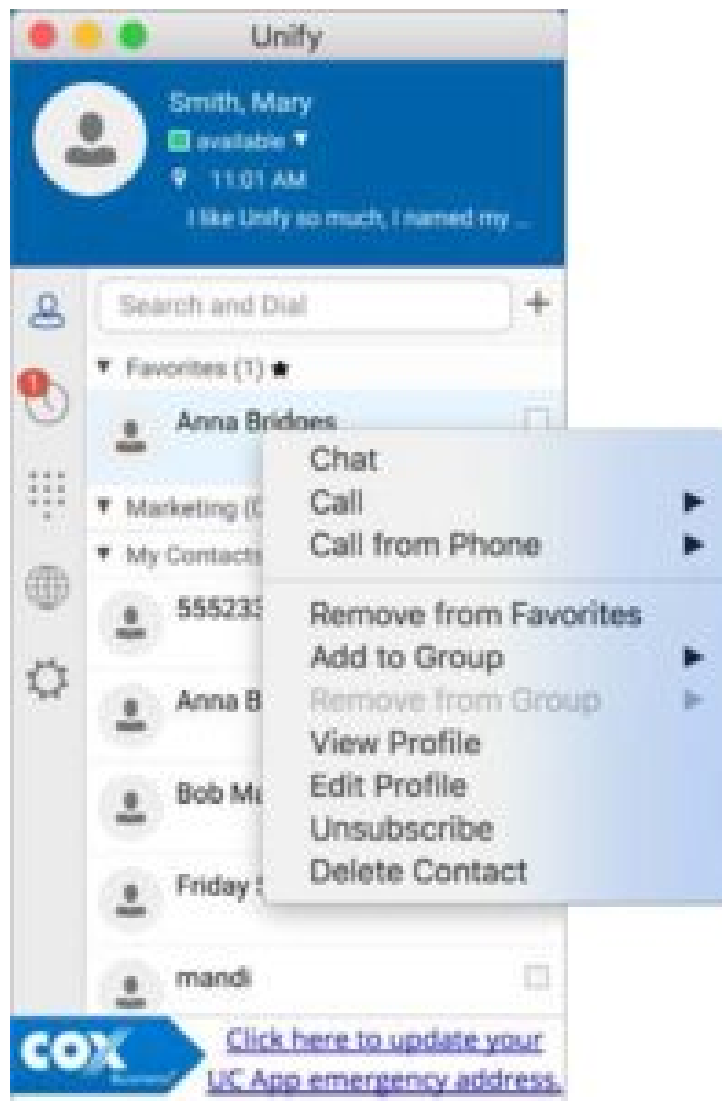 Unify
Smith, Mary
available
11:01 AM
I like Unify so much, I named my ...
Search and Dial
+
Favorites (1)
1
Anna Bridges
Chat
Marketing (
Call
Call from Phone
My Contacts
55523
Remove from Favorites
Add to Group
Anna B
Remove from Group
View Profile
Bob Mu
Edit Profile
Unsubscribe
Friday
Delete Contact
mandi
COX
Click here to update your
UC App emergency address.